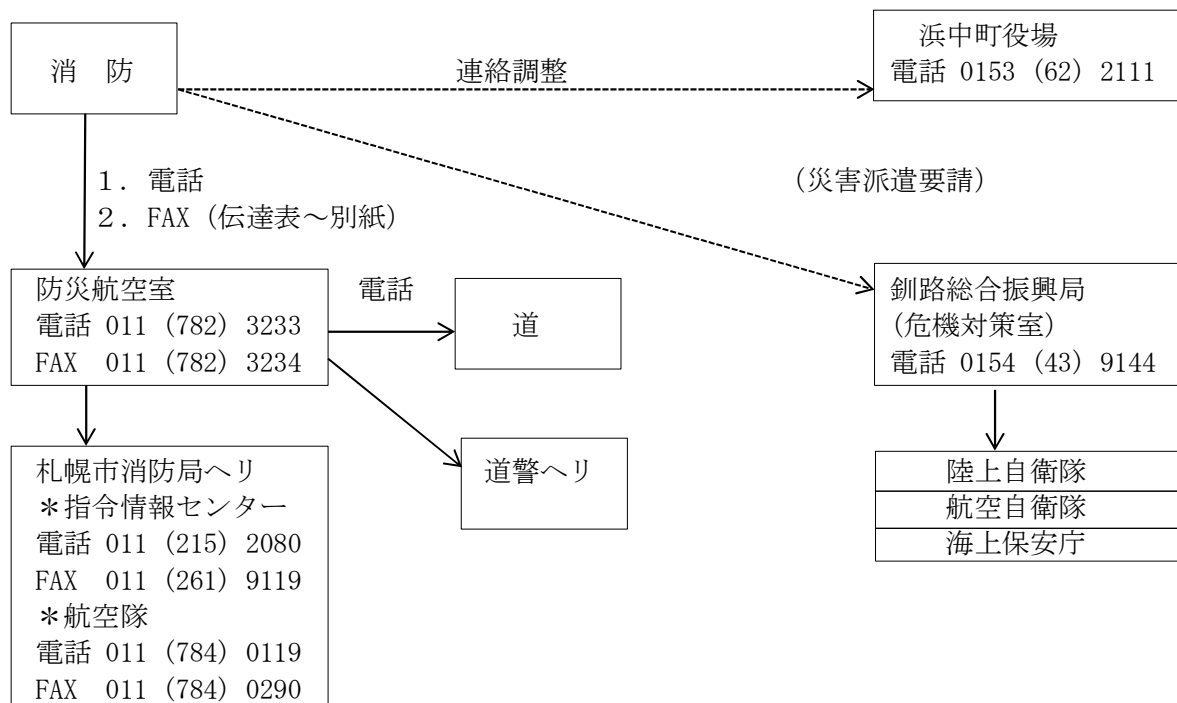 消　防
連絡調整
浜中町役場
電話 0153（62）2111
１．電話
２．FAX（伝達表～別紙）
（災害派遣要請）
防災航空室
電話 011（782）3233
FAX　011（782）3234
電話
道
釧路総合振興局
（危機対策室）
電話 0154（43）9144
札幌市消防局ヘリ
＊指令情報センター
電話 011（215）2080
FAX　011（261）9119
＊航空隊
電話 011（784）0119
FAX　011（784）0290
道警ヘリ
陸上自衛隊
航空自衛隊
海上保安庁